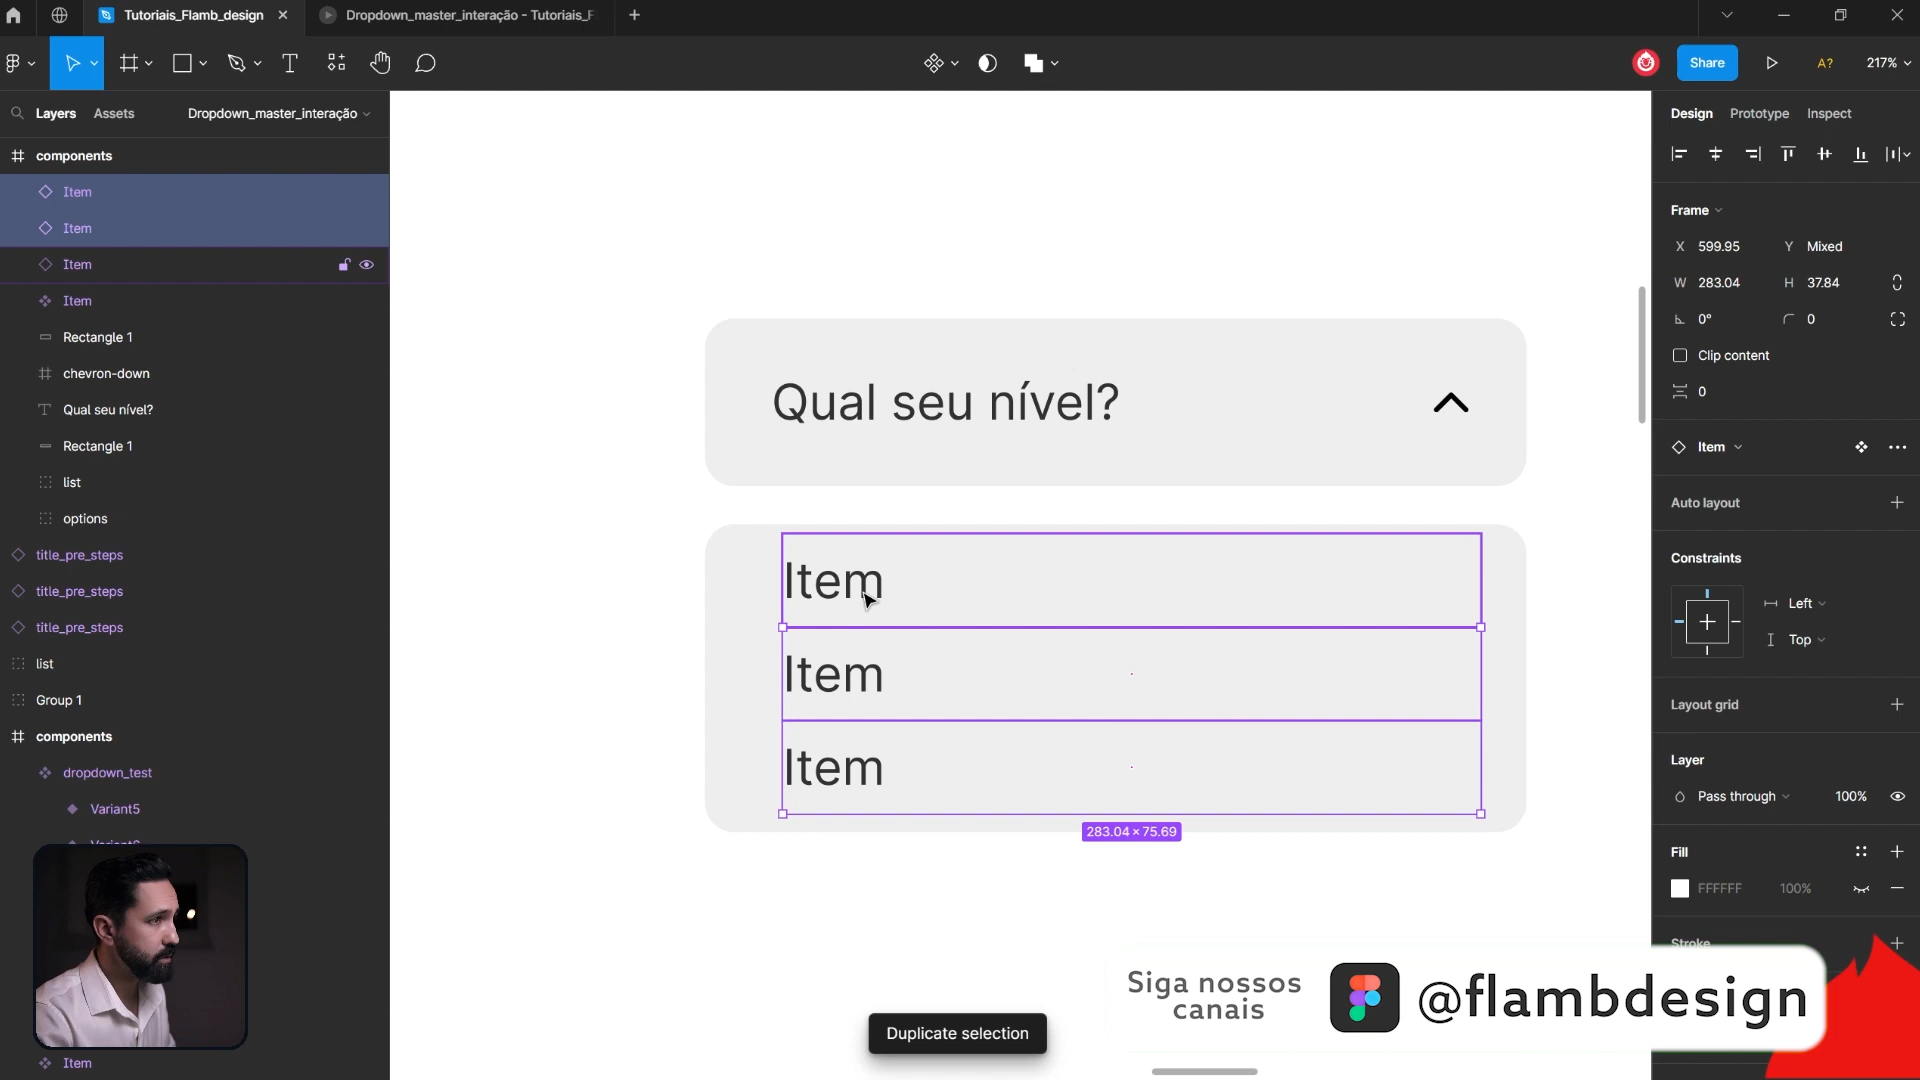 Tutoriais_Flamb_design
Dropdown_master_interação - Tutoriais_F
Share
A?
217%
Layers
Assets
Dropdown_master_interação
Design
Prototype
Inspect
components
Item
Item
Item
Item
Rectangle 1
chevron-down
Qual seu nível?
Rectangle 1
list
options
title_pre_steps
title_pre_steps
title_pre_steps
list
Group 1
components
dropdown_test
Variant5
Item
Qual seu nível?
Item
Item
Item
283.04 × 75.69
Duplicate selection
Frame
X 599.95
Y Mixed
W 283.04
H 37.84
0°
0
Clip content
0
Item
Auto layout
Constraints
Left
Top
Layout grid
Layer
Pass through
100%
Fill
FFFFFF
100%
Stroke
Siga nossos
canais
@flambdesign